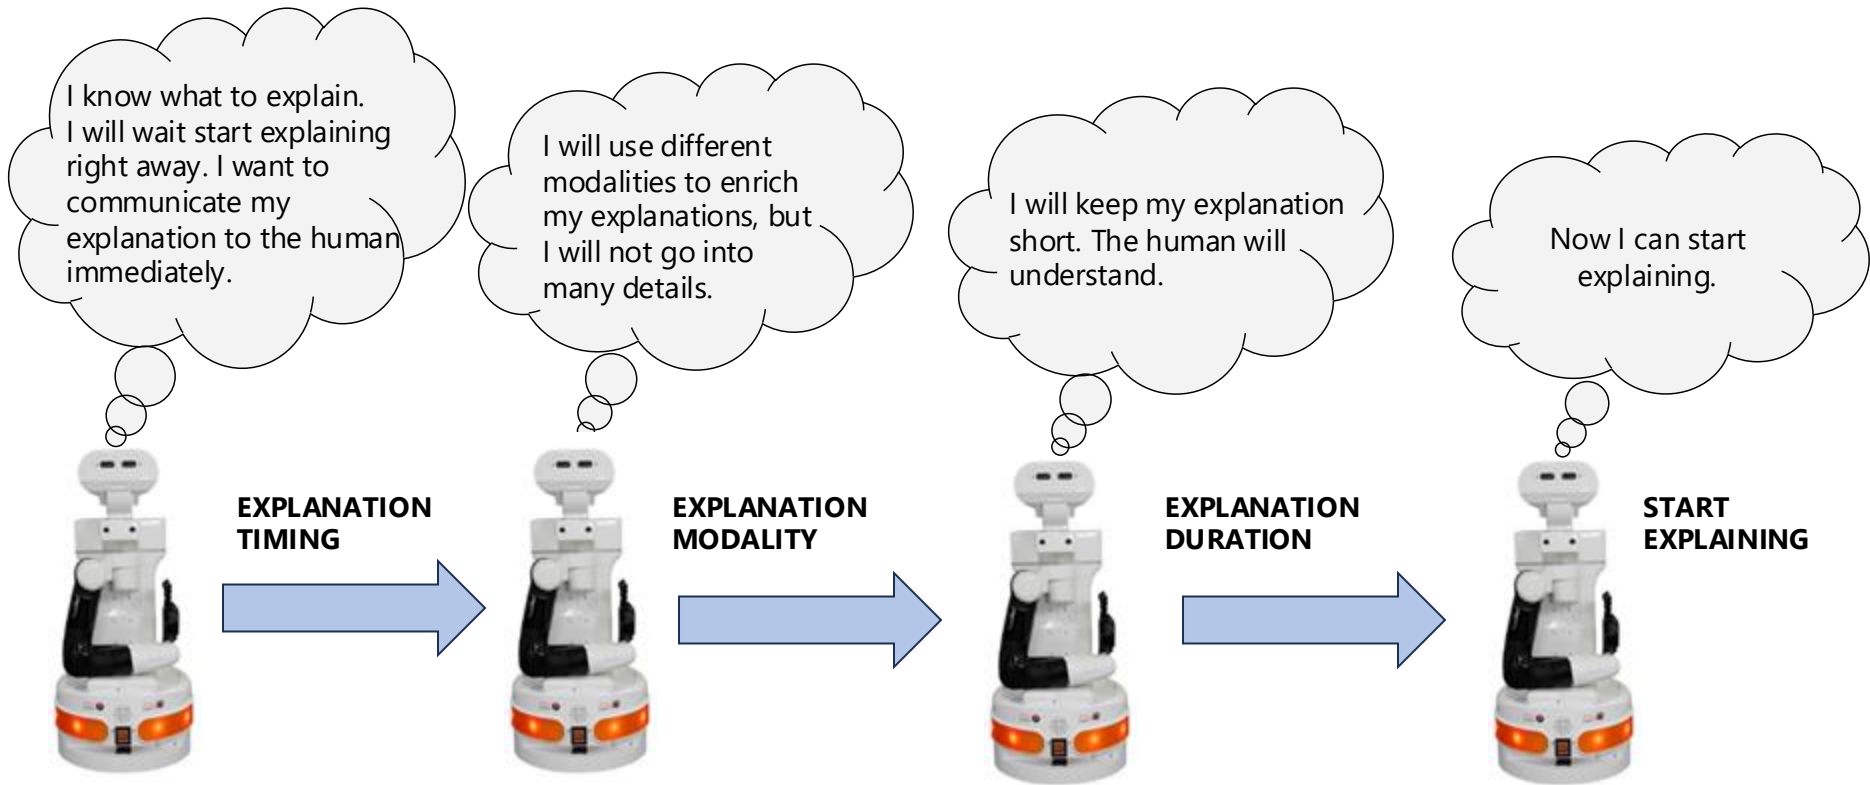 I know what to explain.
I will wait start explaining
right away. I want to
communicate my
explanation to the human
immediately.
I will use different
modalities to enrich
my explanations, but
I will not go into
many details.
I will keep my explanation
short. The human will
understand.
Now I can start
explaining.
EXPLANATION
TIMING
EXPLANATION
MODALITY
EXPLANATION
DURATION
START
EXPLAINING